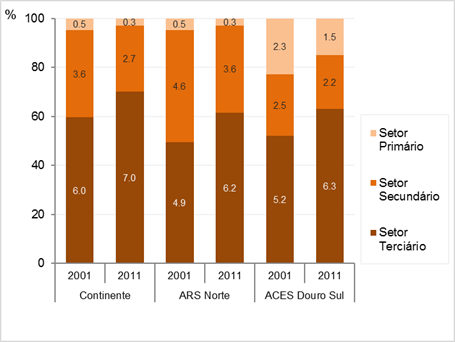 %
100
80
60
40
20
0
0.5 0.3 0.5 0.3 2.3 1.5
3.6 2.7 4.6 3.6 2.5 2.2
6.0 7.0 4.9 6.2 5.2 6.3
2001 2011 2001 2011 2001 2011
Continente ARS Norte ACES Douro Sul
Setor
Primário
Setor
Secundário
Setor
Terciário